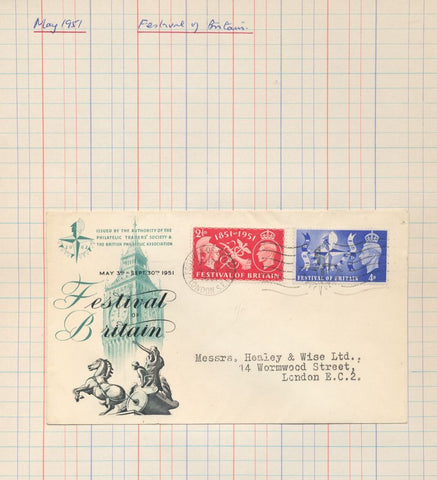 May 1951 Festival of Britain.
ISSUED BY THE AUTHORITY OF THE
PHILATELIC TRADERS' SOCIETY &
THE BRITISH PHILATELIC ASSOCIATION
MAY 3RD - SEPT. 30TH 1951
Festival
OF
Britain
2½D 1851-1951
FESTIVAL OF BRITAIN
FESTIVAL OF BRITAIN 4D
LONDON S.
Messrs. Healey & Wise Ltd.,
14 Wormwood Street,
London E.C.2.